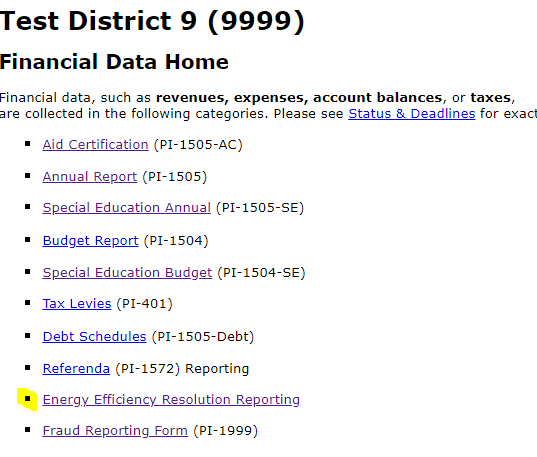 Test District 9 (9999)
Financial Data Home
Financial data, such as revenues, expenses, account balances, or taxes,
are collected in the following categories. Please see Status & Deadlines for exact
Aid Certification (PI-1505-AC)
Annual Report (PI-1505)
Special Education Annual (PI-1505-SE)
Budget Report (PI-1504)
Special Education Budget (PI-1504-SE)
Tax Levies (PI-401)
Debt Schedules (PI-1505-Debt)
Referenda (PI-1572) Reporting
Energy Efficiency Resolution Reporting
Fraud Reporting Form (PI-1999)